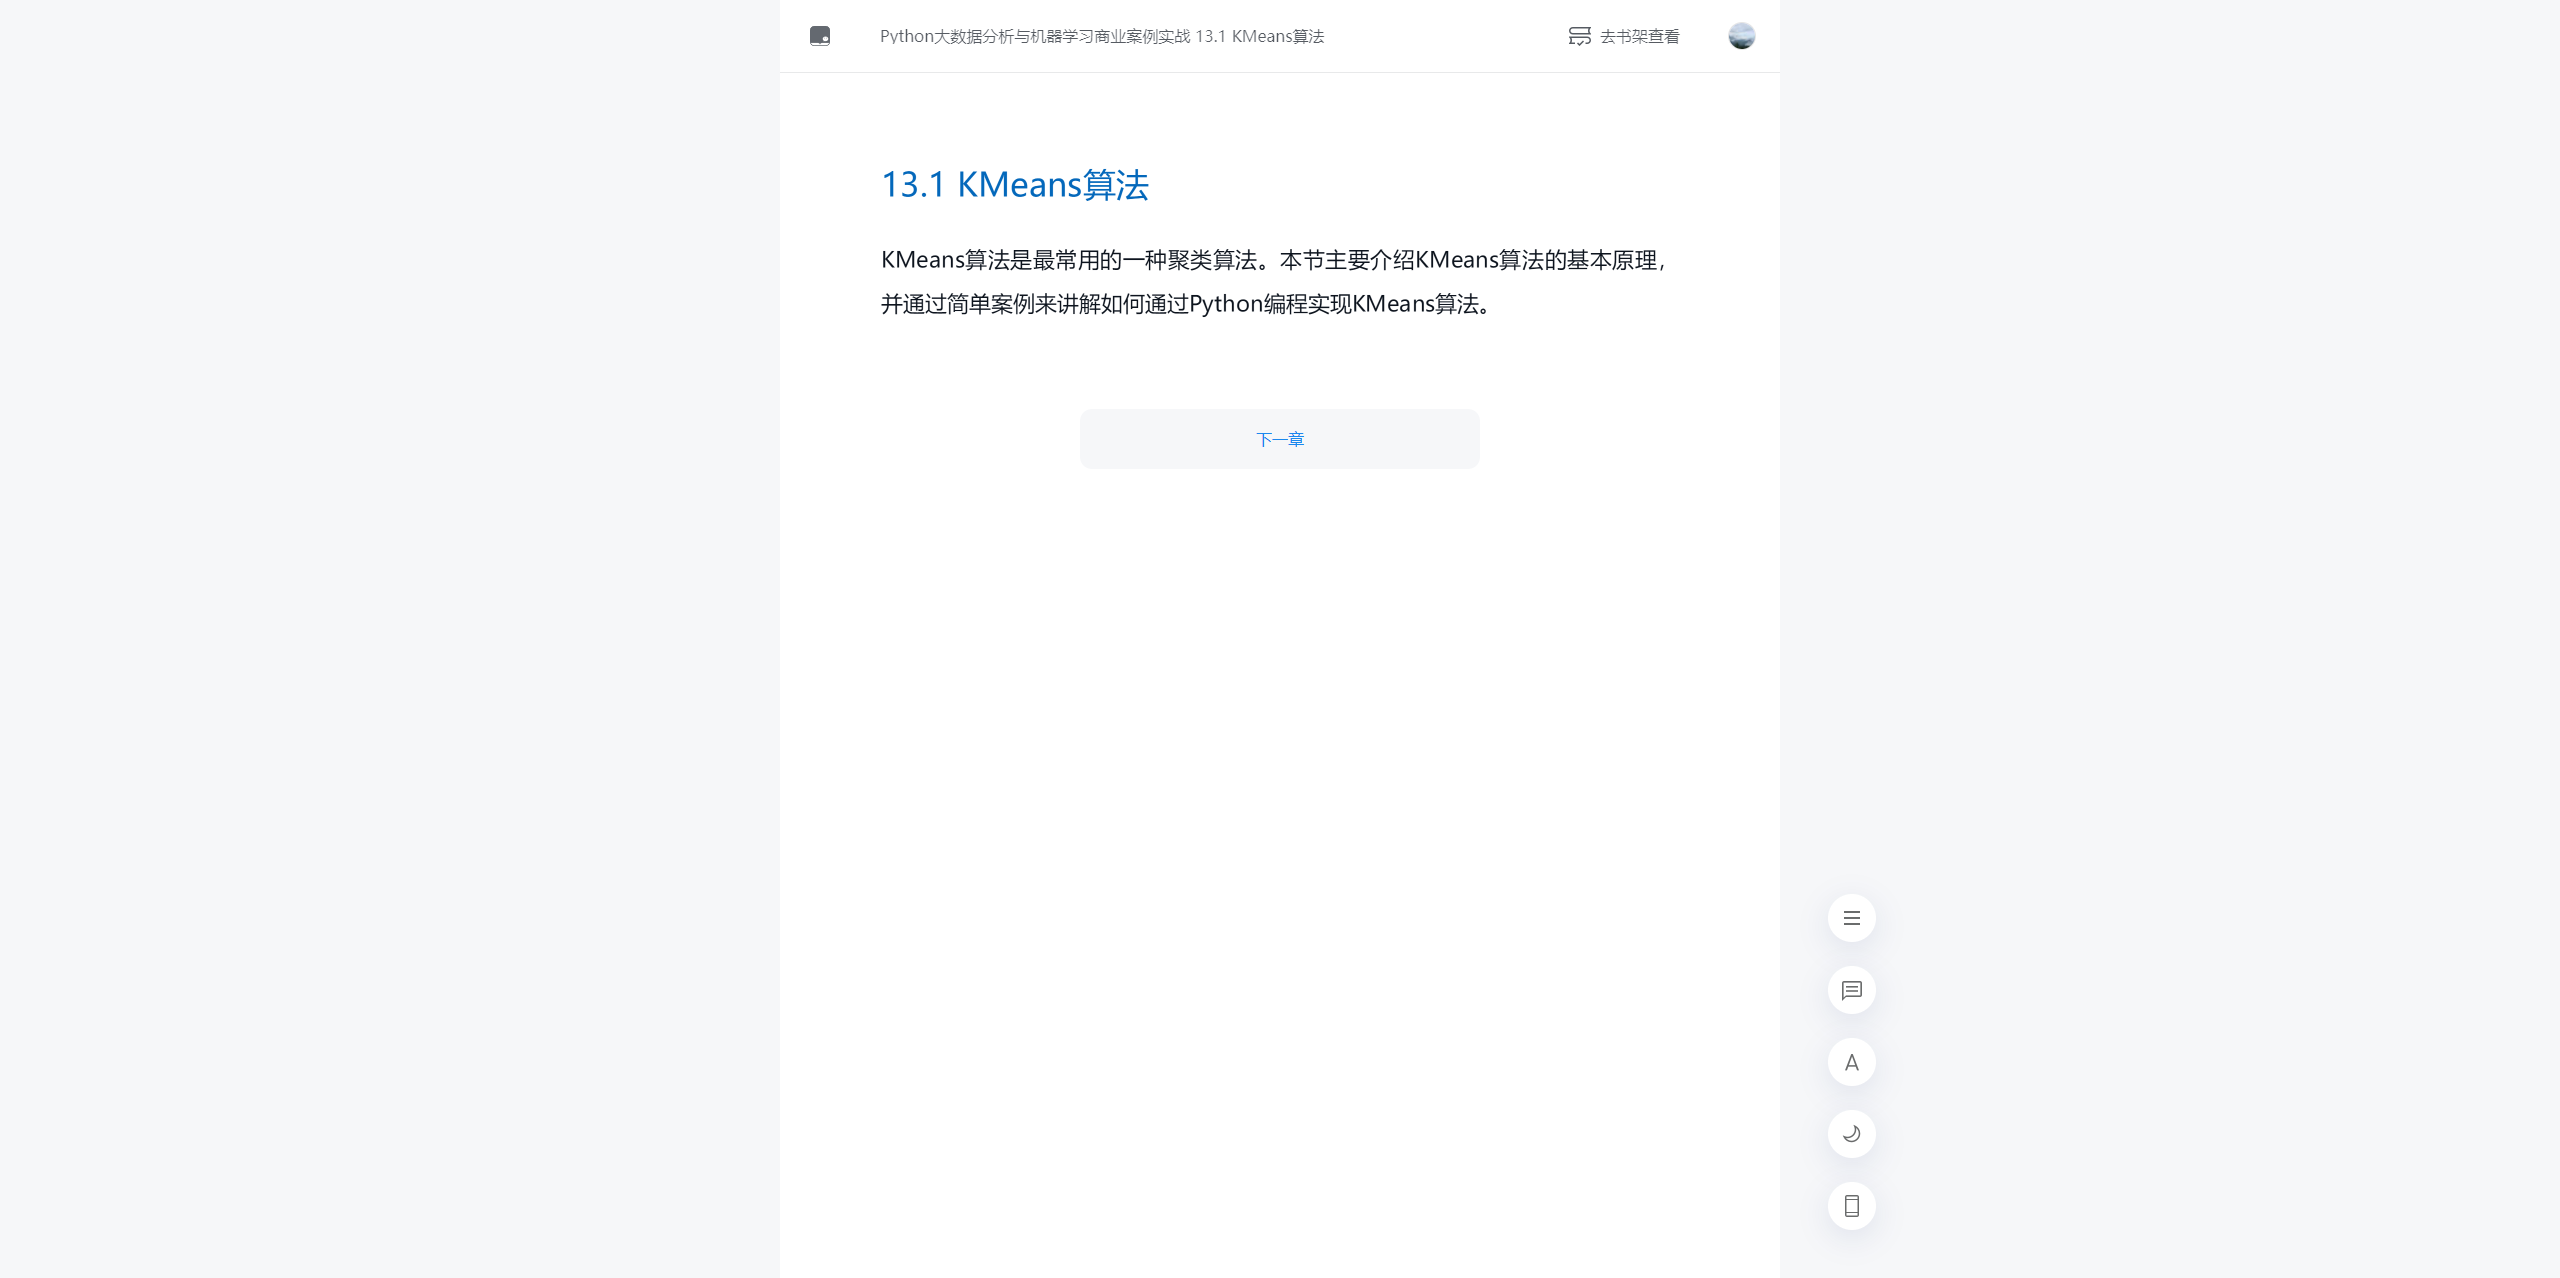 Python大数据分析与机器学习商业案例实战 13.1 KMeans算法
去书架查看
13.1 KMeans算法
KMeans算法是最常用的一种聚类算法。本节主要介绍KMeans算法的基本原理，
并通过简单案例来讲解如何通过Python编程实现KMeans算法。
下一章
A